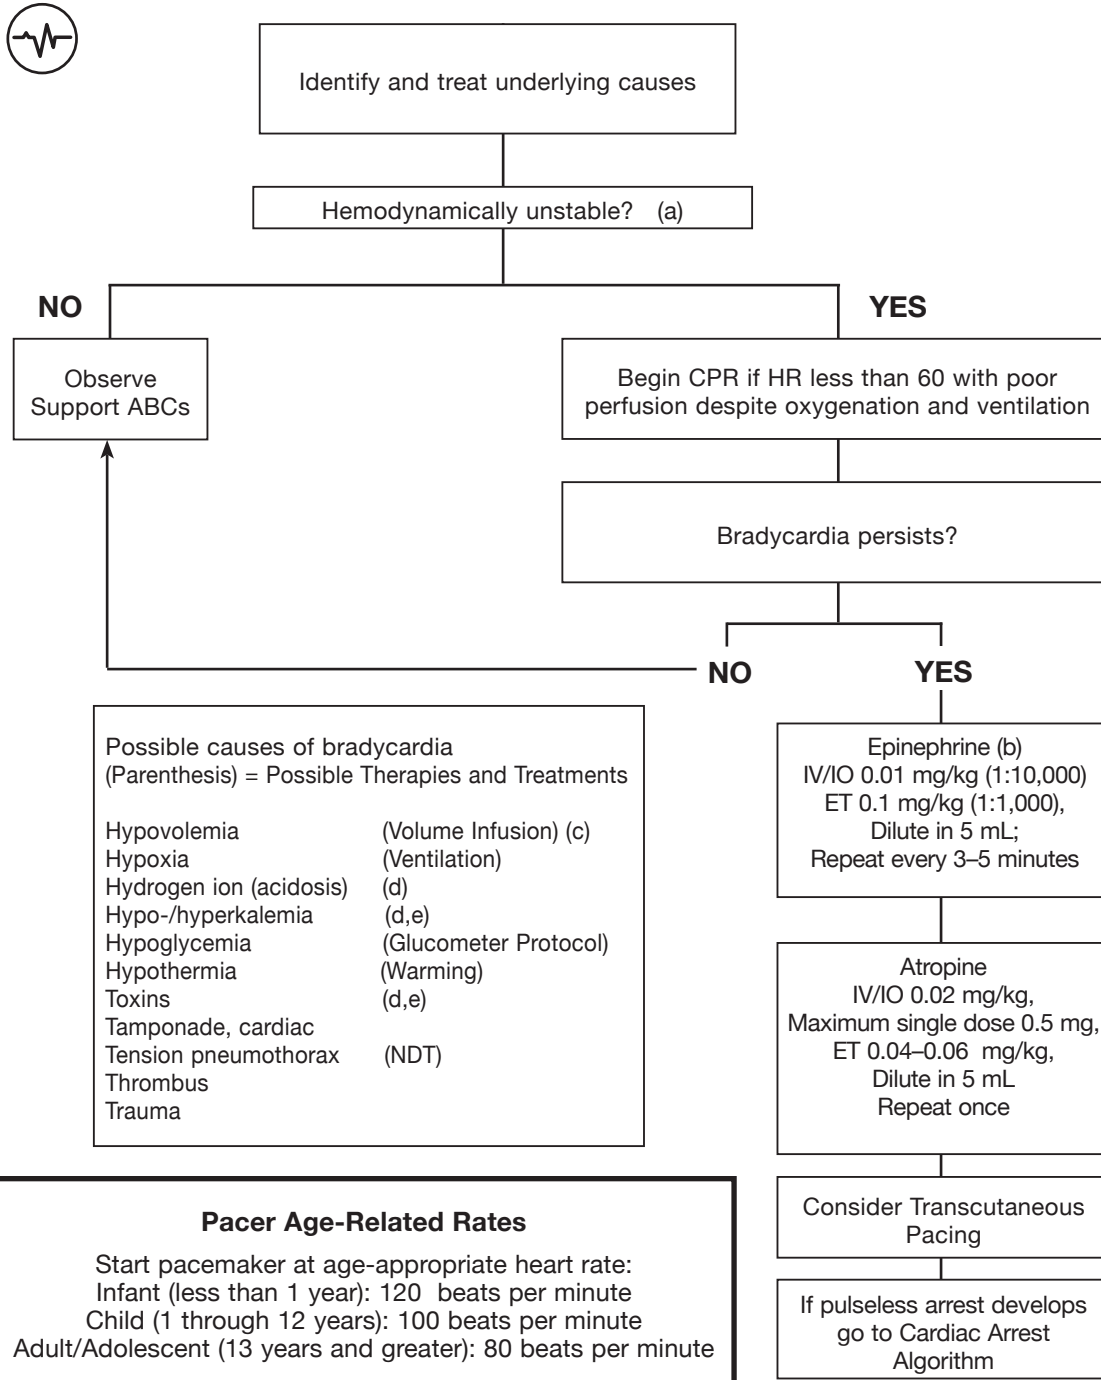 Identify and treat underlying causes
Hemodynamically unstable? (a)
NO
YES
Observe
Support ABCs
Begin CPR if HR less than 60 with poor
perfusion despite oxygenation and ventilation
Bradycardia persists?
NO
YES
Epinephrine (b)
IV/IO 0.01 mg/kg (1:10,000)
ET 0.1 mg/kg (1:1,000),
Dilute in 5 mL;
Repeat every 3–5 minutes
Atropine
IV/IO 0.02 mg/kg,
Maximum single dose 0.5 mg,
ET 0.04–0.06 mg/kg,
Dilute in 5 mL
Repeat once
Consider Transcutaneous
Pacing
If pulseless arrest develops
go to Cardiac Arrest
Algorithm
Possible causes of bradycardia
(Parenthesis) = Possible Therapies and Treatments
Hypovolemia (Volume Infusion) (c)
Hypoxia (Ventilation)
Hydrogen ion (acidosis) (d)
Hypo-/hyperkalemia (d,e)
Hypoglycemia (Glucometer Protocol)
Hypothermia (Warming)
Toxins (d,e)
Tamponade, cardiac
Tension pneumothorax (NDT)
Thrombus
Trauma
Pacer Age-Related Rates
Start pacemaker at age-appropriate heart rate:
Infant (less than 1 year): 120 beats per minute
Child (1 through 12 years): 100 beats per minute
Adult/Adolescent (13 years and greater): 80 beats per minute